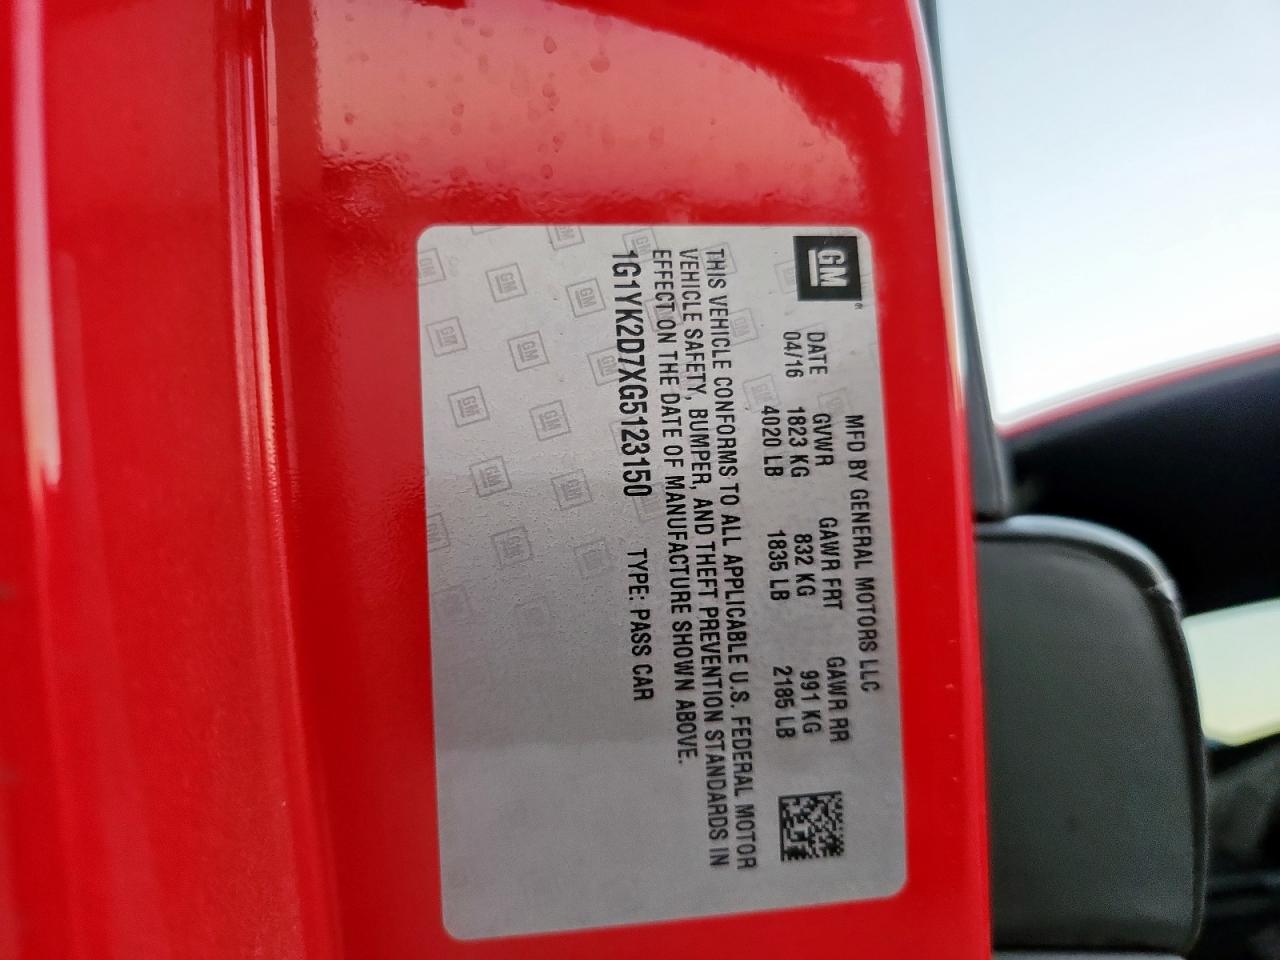 GM
MFD BY GENERAL MOTORS LLC
DATE GVWR GAWR FRT GAWR RR
04/16 1823 KG 832 KG 991 KG
4020 LB 1835 LB 2185 LB
THIS VEHICLE CONFORMS TO ALL APPLICABLE U.S. FEDERAL MOTOR
VEHICLE SAFETY, BUMPER, AND THEFT PREVENTION STANDARDS IN
EFFECT ON THE DATE OF MANUFACTURE SHOWN ABOVE.
1G1YK2D7XG5123150 TYPE: PASS CAR